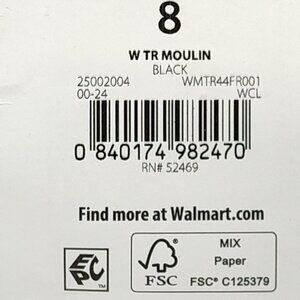 8
W TR MOULIN
BLACK
25002004 WMTR44FR001
00-24 WCL
0 840174 982470
RN# 52469
Find more at Walmart.com
EPC
FSC
MIX
Paper
FSC® C125379